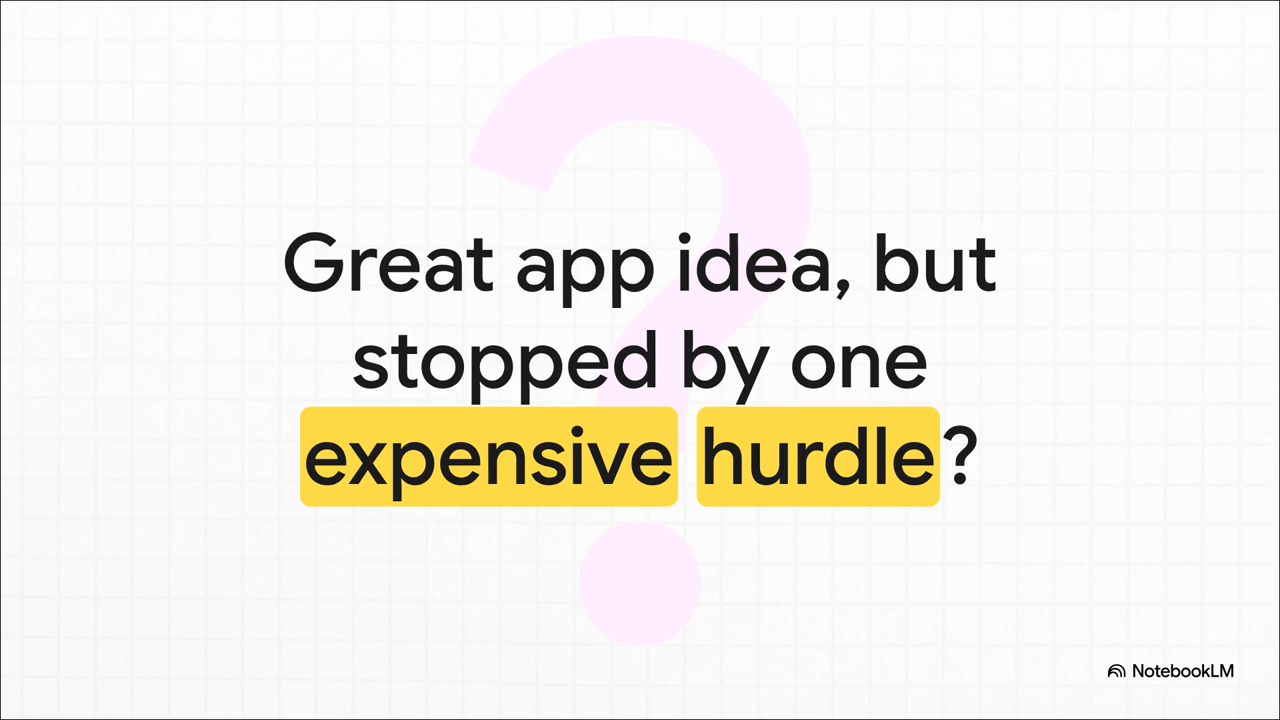 Great app idea, but
stopped by one
expensive hurdle?
NotebookLM